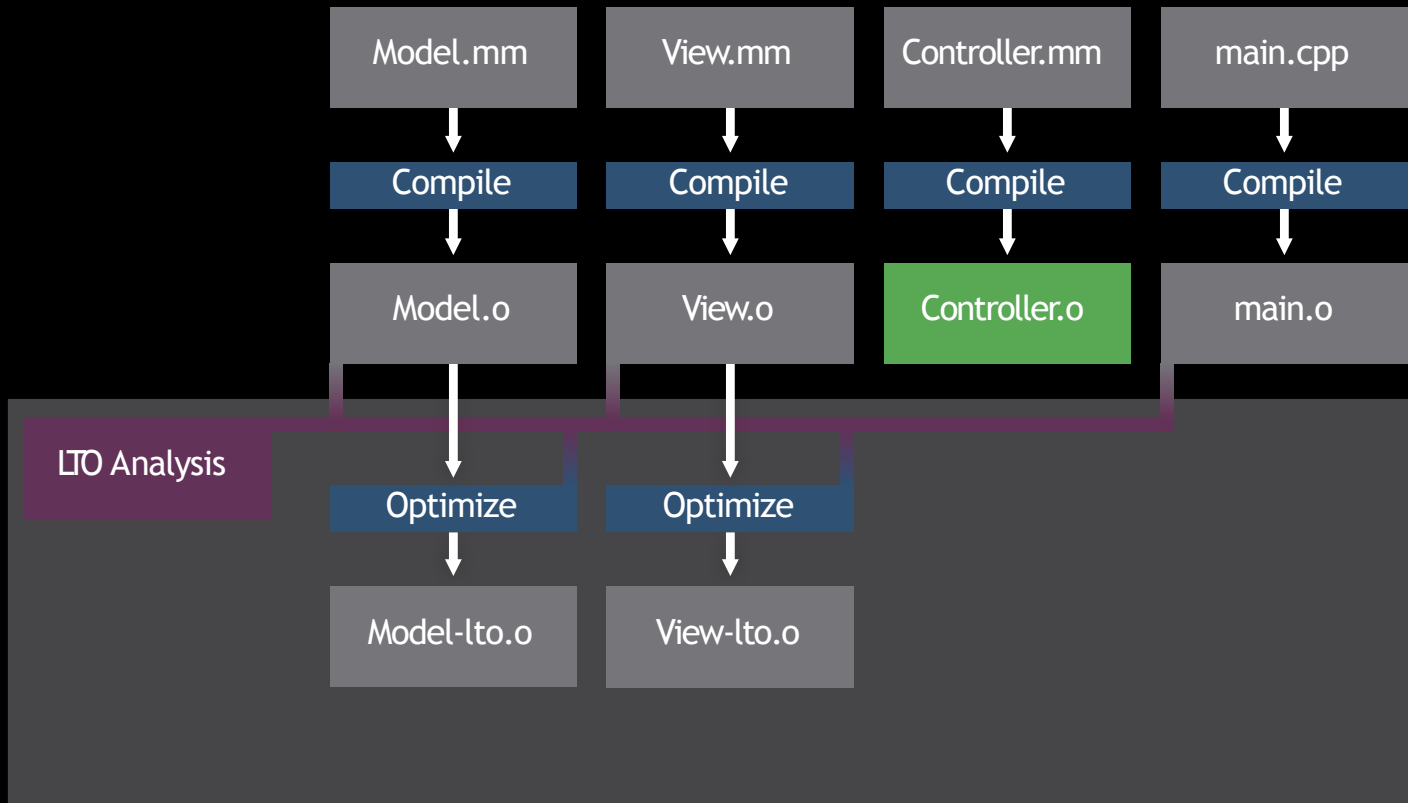 Model.mm
View.mm
Controller.mm
main.cpp
Compile
Compile
Compile
Compile
Model.o
View.o
Controller.o
main.o
LTO Analysis
Optimize
Optimize
Model-lto.o
View-lto.o